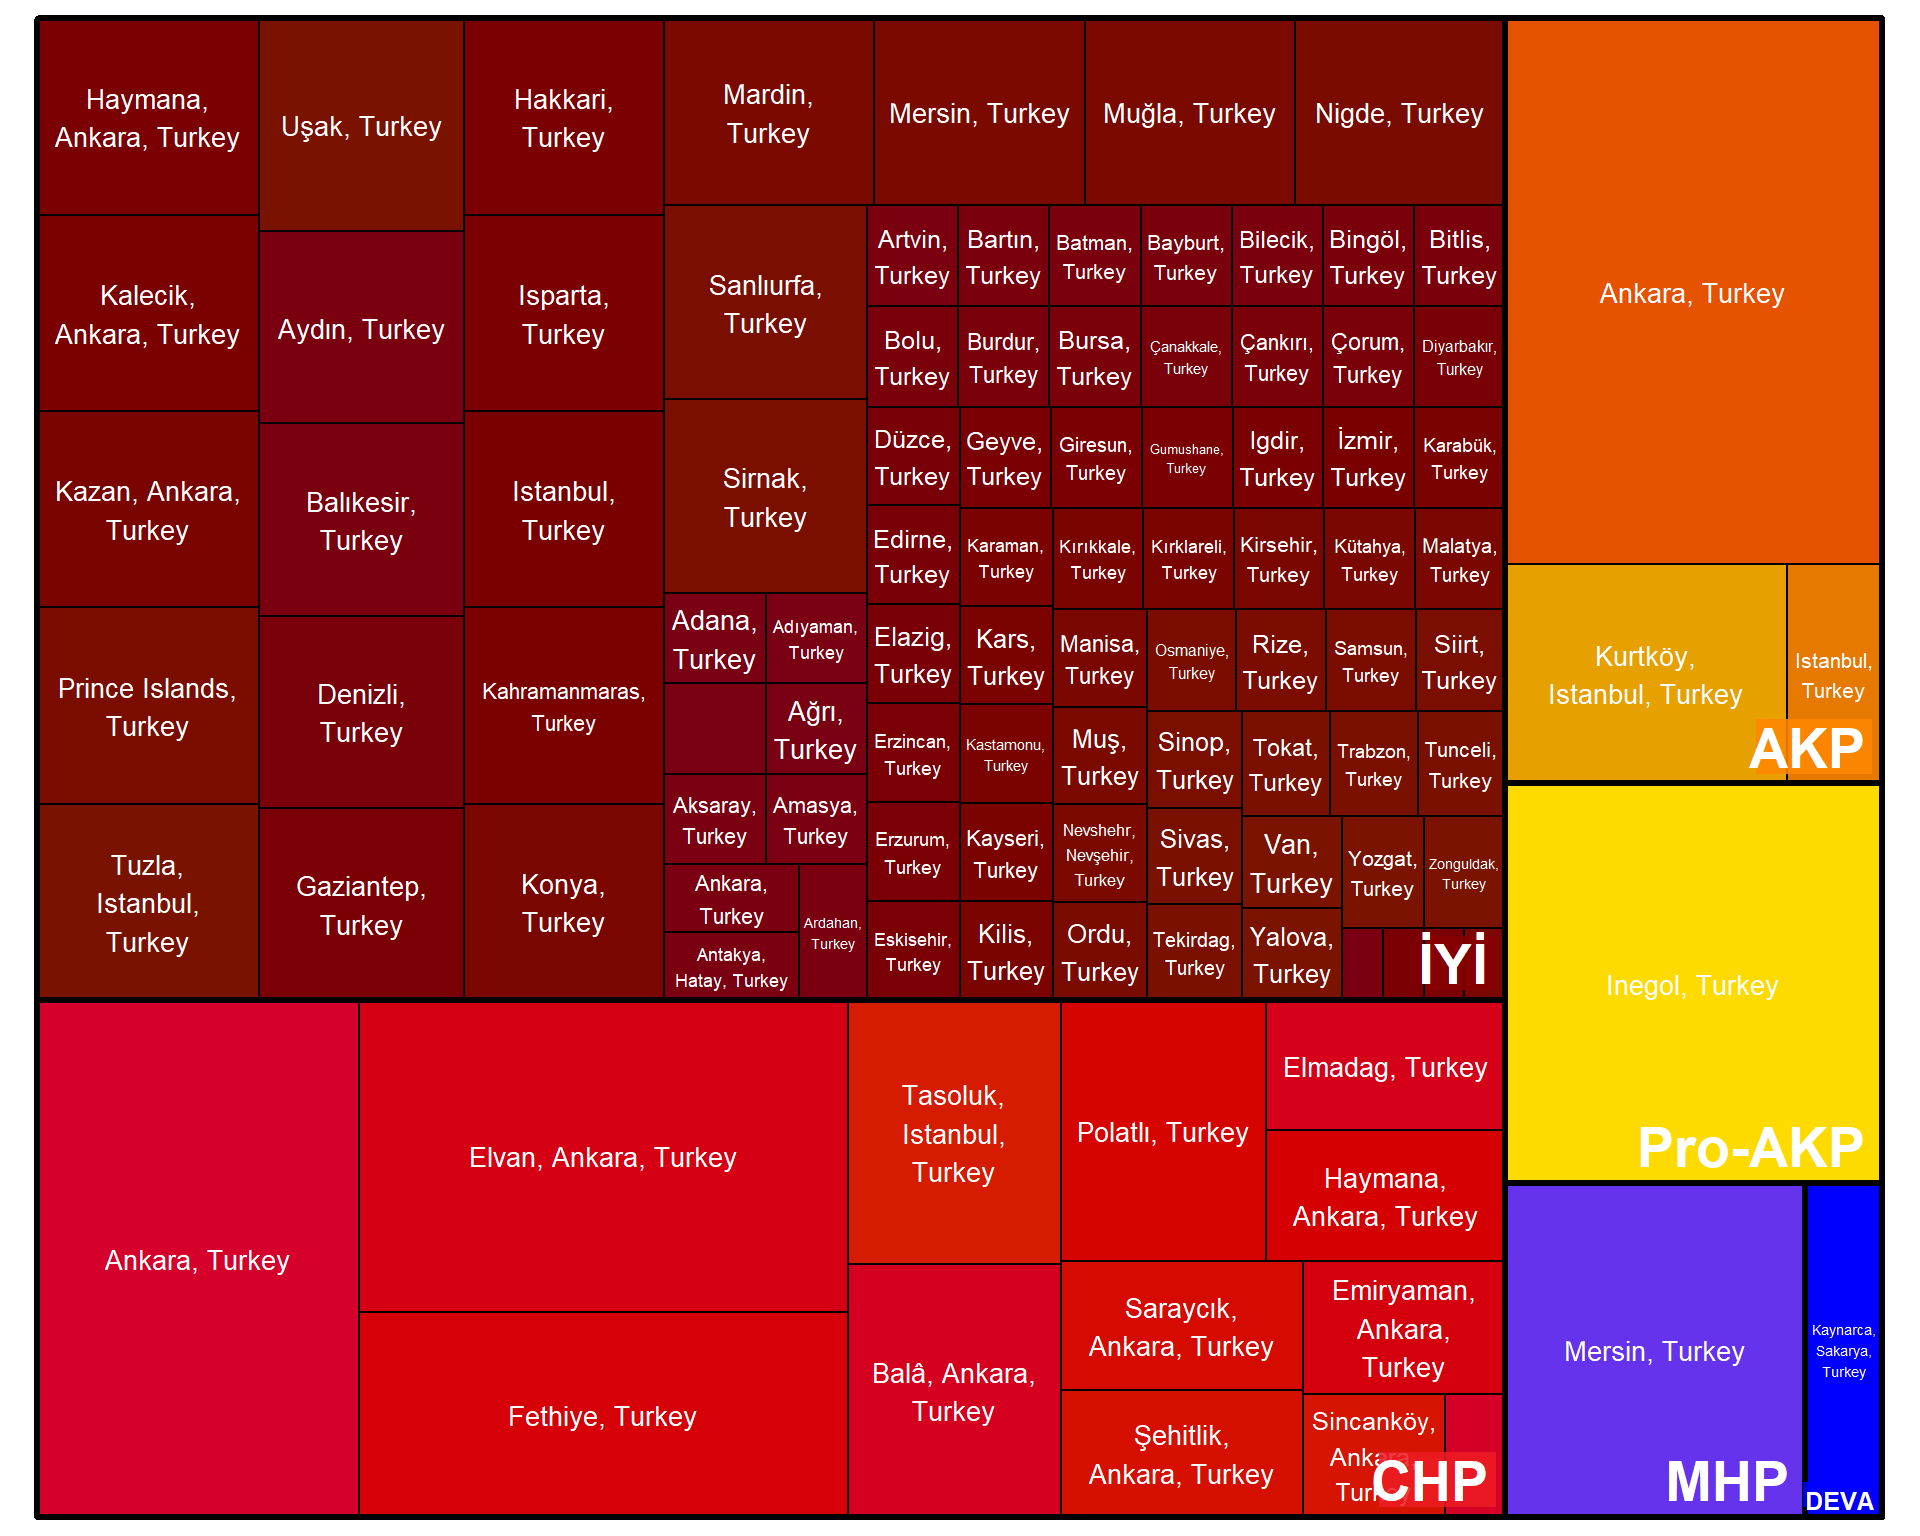 Haymana,
Ankara, Turkey
Uşak, Turkey
Hakkari,
Turkey
Mardin,
Turkey
Mersin, Turkey
Muğla, Turkey
Nigde, Turkey
Kalecik,
Ankara, Turkey
Aydın, Turkey
Isparta,
Turkey
Sanlıurfa,
Turkey
Kazan, Ankara,
Turkey
Balıkesir,
Turkey
Istanbul,
Turkey
Sirnak,
Turkey
Prince Islands,
Turkey
Denizli,
Turkey
Kahramanmaras,
Turkey
Tuzla,
Istanbul,
Turkey
Gaziantep,
Turkey
Konya,
Turkey
Adana,
Turkey
Adıyaman,
Turkey
Ağrı,
Turkey
Aksaray,
Turkey
Amasya,
Turkey
Ankara,
Turkey
Antakya,
Hatay, Turkey
Ardahan,
Turkey
Artvin,
Turkey
Bartın,
Turkey
Batman,
Turkey
Bayburt,
Turkey
Bilecik,
Turkey
Bingöl,
Turkey
Bitlis,
Turkey
Bolu,
Turkey
Burdur,
Turkey
Bursa,
Turkey
Çanakkale,
Turkey
Çankırı,
Turkey
Çorum,
Turkey
Diyarbakır,
Turkey
Düzce,
Turkey
Geyve,
Turkey
Giresun,
Turkey
Gumushane,
Turkey
Igdir,
Turkey
İzmir,
Turkey
Karabük,
Turkey
Edirne,
Turkey
Karaman,
Turkey
Kırıkkale,
Turkey
Kırklareli,
Turkey
Kirsehir,
Turkey
Kütahya,
Turkey
Malatya,
Turkey
Elazig,
Turkey
Kars,
Turkey
Manisa,
Turkey
Osmaniye,
Turkey
Rize,
Turkey
Samsun,
Turkey
Siirt,
Turkey
Erzincan,
Turkey
Kastamonu,
Turkey
Muş,
Turkey
Sinop,
Turkey
Tokat,
Turkey
Trabzon,
Turkey
Tunceli,
Turkey
Erzurum,
Turkey
Kayseri,
Turkey
Nevshehr,
Nevşehir,
Turkey
Sivas,
Turkey
Van,
Turkey
Yozgat,
Turkey
Zonguldak,
Turkey
Eskisehir,
Turkey
Kilis,
Turkey
Ordu,
Turkey
Tekirdag,
Turkey
Yalova,
Turkey
İYİ
Ankara, Turkey
Kurtköy,
Istanbul, Turkey
Istanbul,
Turkey
AKP
Inegol, Turkey
Pro-AKP
Mersin, Turkey
MHP
Kaynarca,
Sakarya,
Turkey
DEVA
Ankara, Turkey
Elvan, Ankara, Turkey
Fethiye, Turkey
Tasoluk,
Istanbul,
Turkey
Balâ, Ankara,
Turkey
Polatlı, Turkey
Elmadag, Turkey
Haymana,
Ankara, Turkey
Saraycık,
Ankara, Turkey
Şehitlik,
Ankara, Turkey
Emiryaman,
Ankara,
Turkey
Sincanköy,
Ankara,
Turkey
CHP